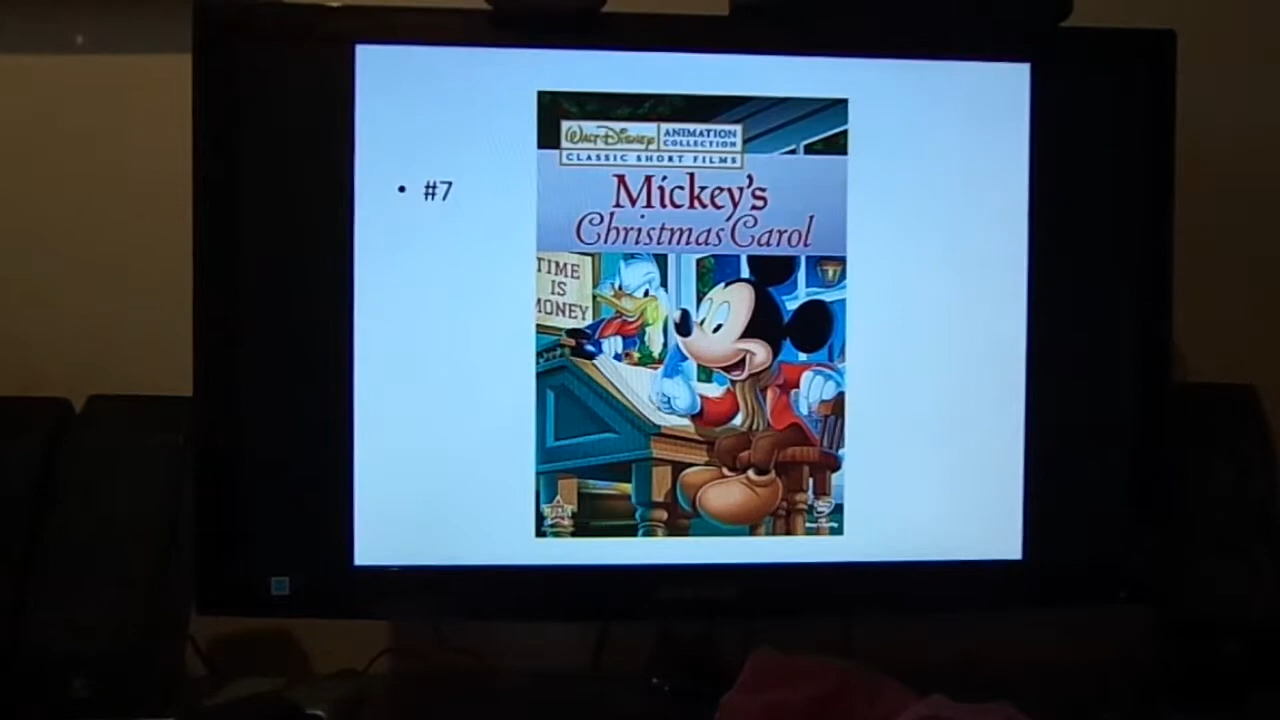 • #7
WALT DISNEY ANIMATION
COLLECTION
CLASSIC SHORT FILMS
Mickey's
Christmas Carol
TIME
IS
MONEY